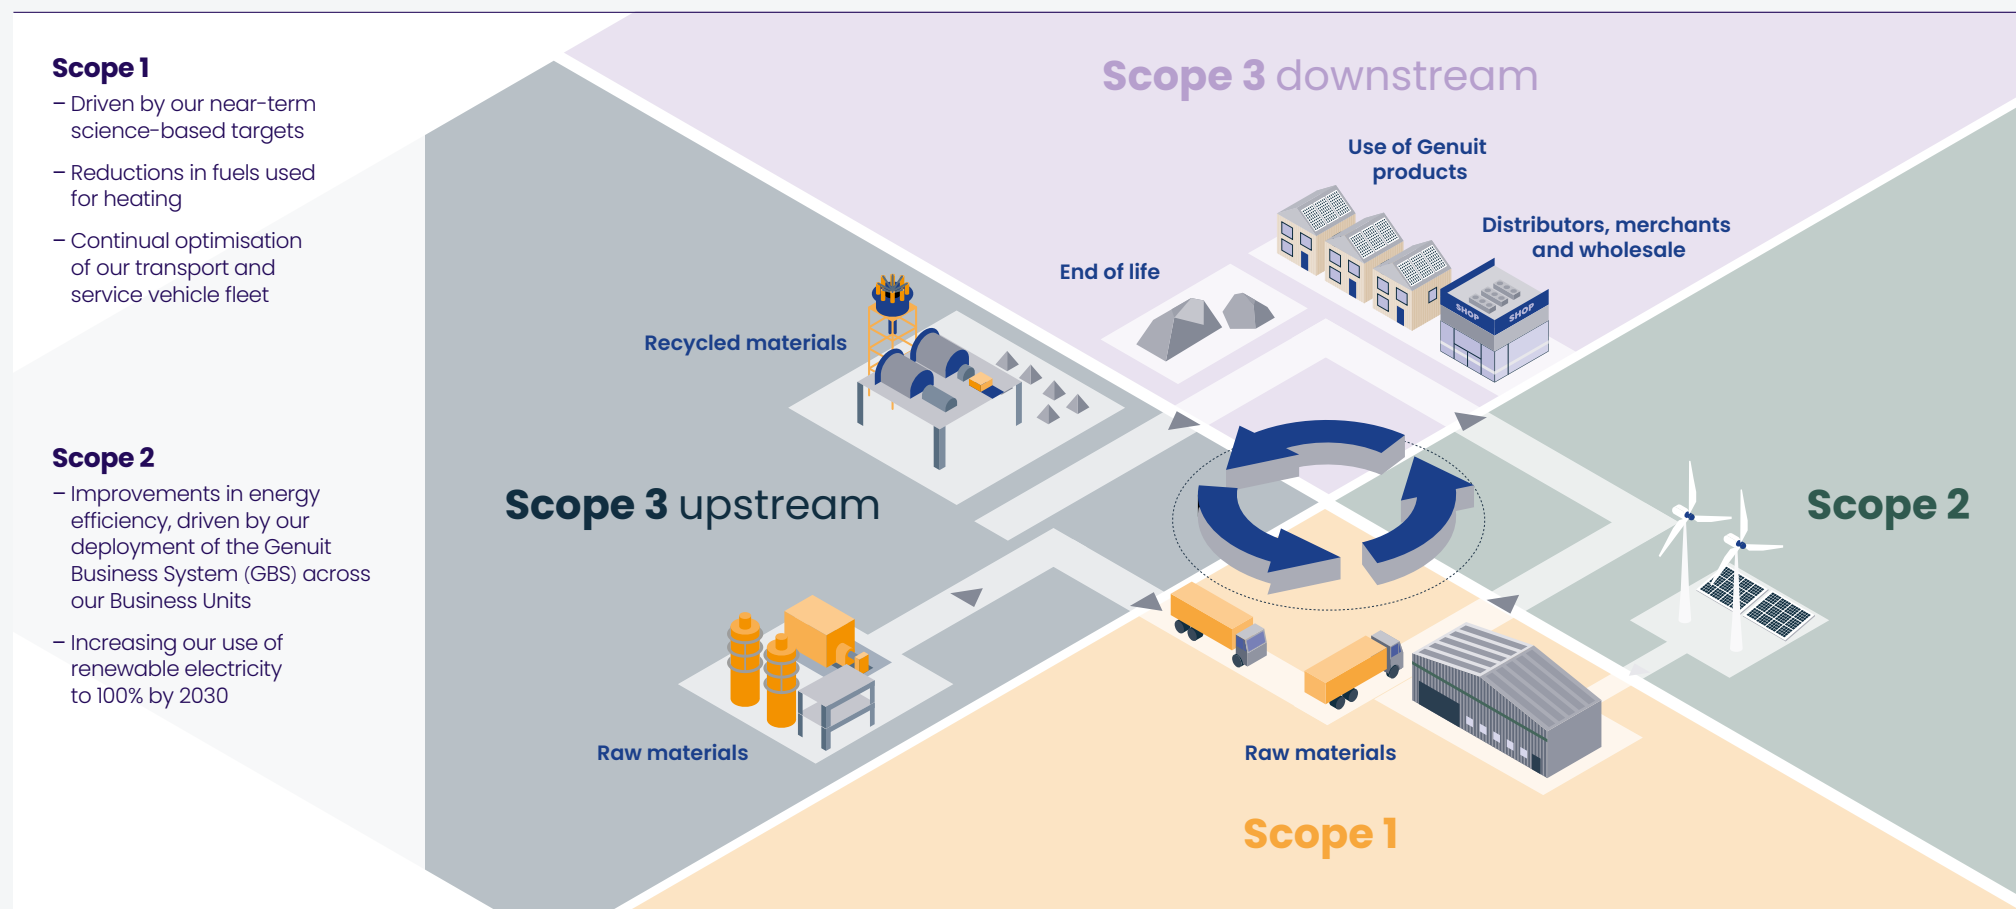 Scope 1
– Driven by our near-term
science-based targets
– Reductions in fuels used
for heating
– Continual optimisation
of our transport and
service vehicle fleet
Scope 2
– Improvements in energy
efficiency, driven by our
deployment of the Genuit
Business System (GBS) across
our Business Units
– Increasing our use of
renewable electricity
to 100% by 2030
Scope 3 downstream
Use of Genuit
products
Distributors, merchants
and wholesale
End of life
SHOP
SHOP
Recycled materials
Scope 3 upstream
Scope 2
Raw materials
Raw materials
Scope 1